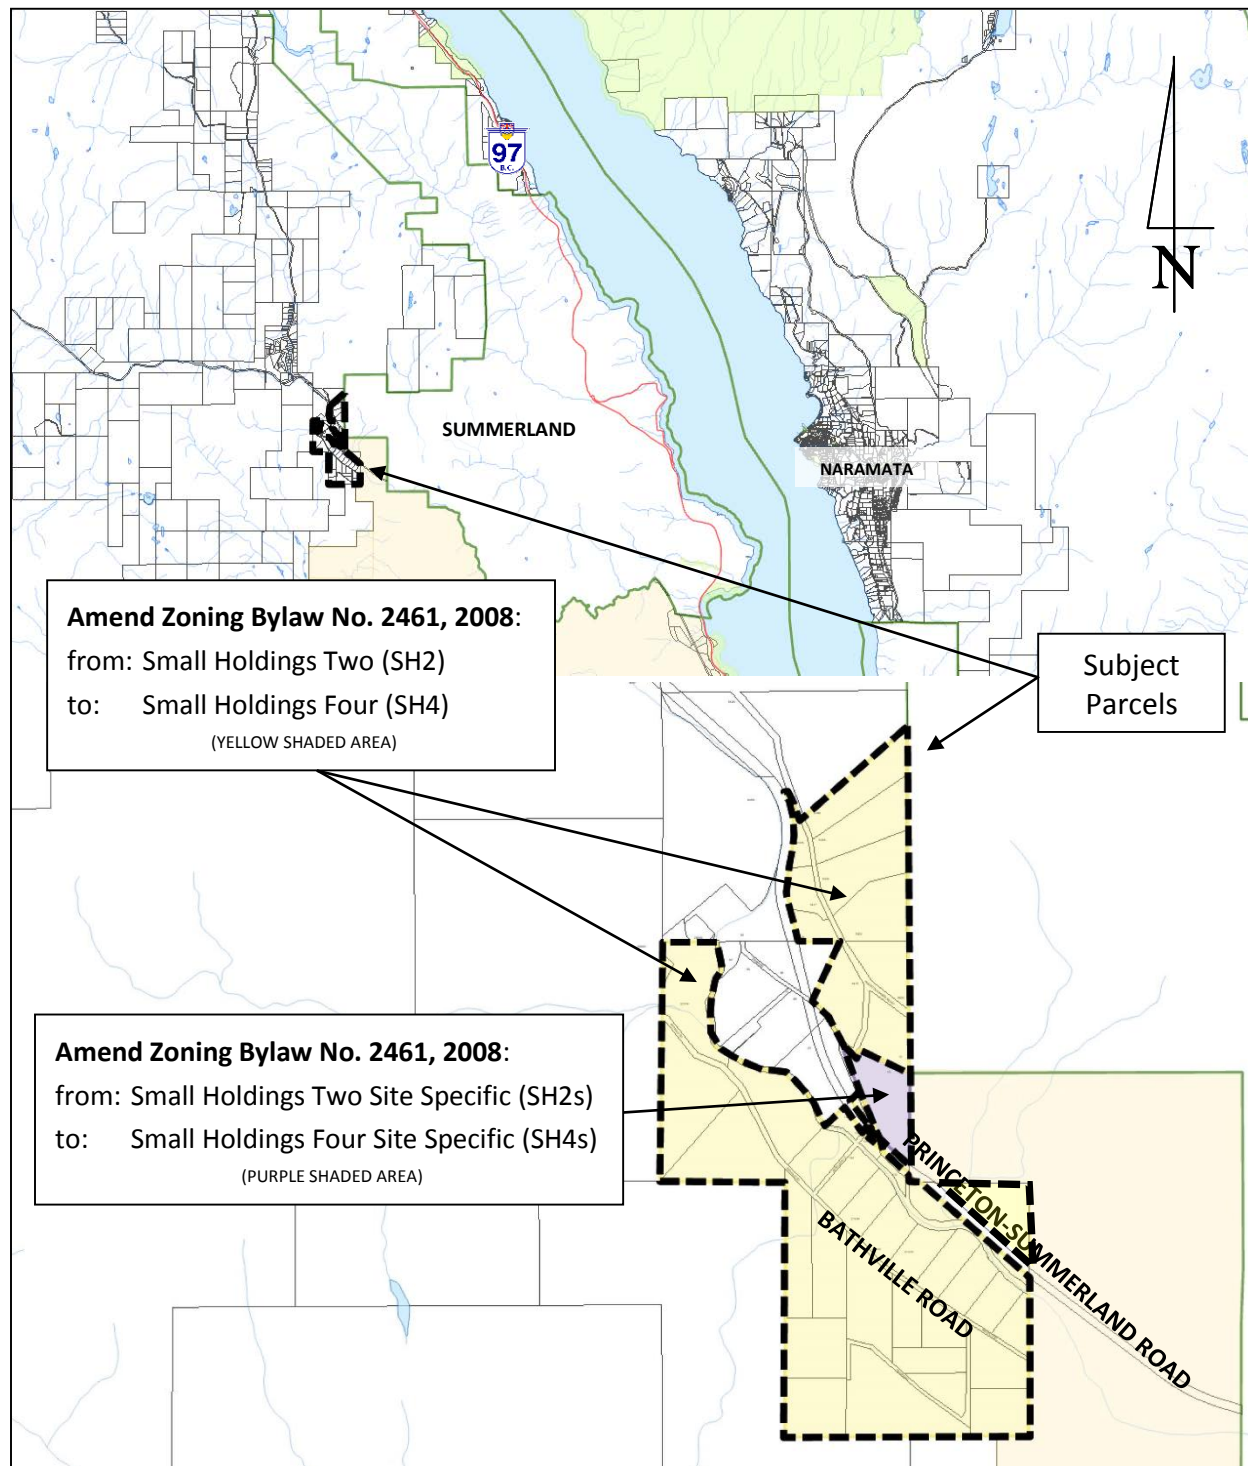 97
B.C.
N
SUMMERLAND
NARAMATA
Amend Zoning Bylaw No. 2461, 2008:
from: Small Holdings Two (SH2)
to: Small Holdings Four (SH4)
(YELLOW SHADED AREA)
Subject
Parcels
Amend Zoning Bylaw No. 2461, 2008:
from: Small Holdings Two Site Specific (SH2s)
to: Small Holdings Four Site Specific (SH4s)
(PURPLE SHADED AREA)
PRINCETON-SUMMERLAND ROAD
BATHVILLE ROAD